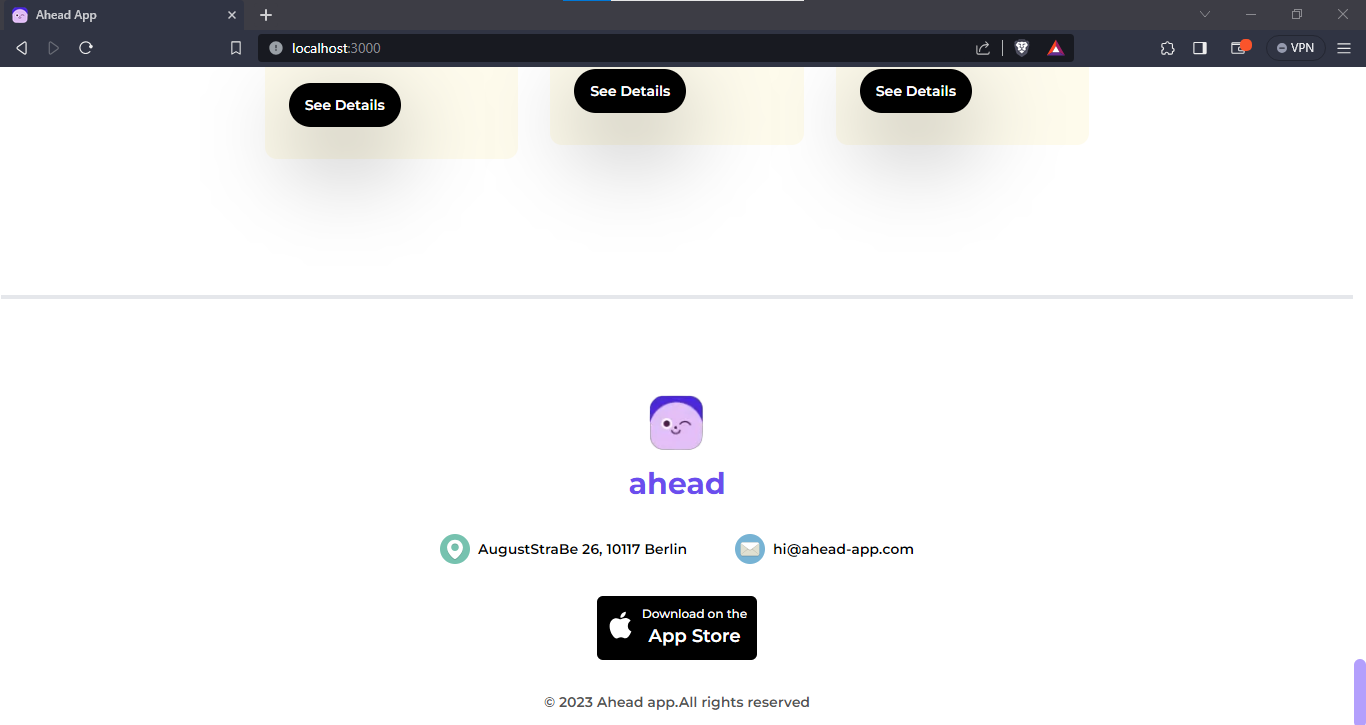 Ahead App
localhost:3000
VPN
See Details
See Details
See Details
ahead
AugustStraBe 26, 10117 Berlin
hi@ahead-app.com
Download on the
App Store
© 2023 Ahead app.All rights reserved